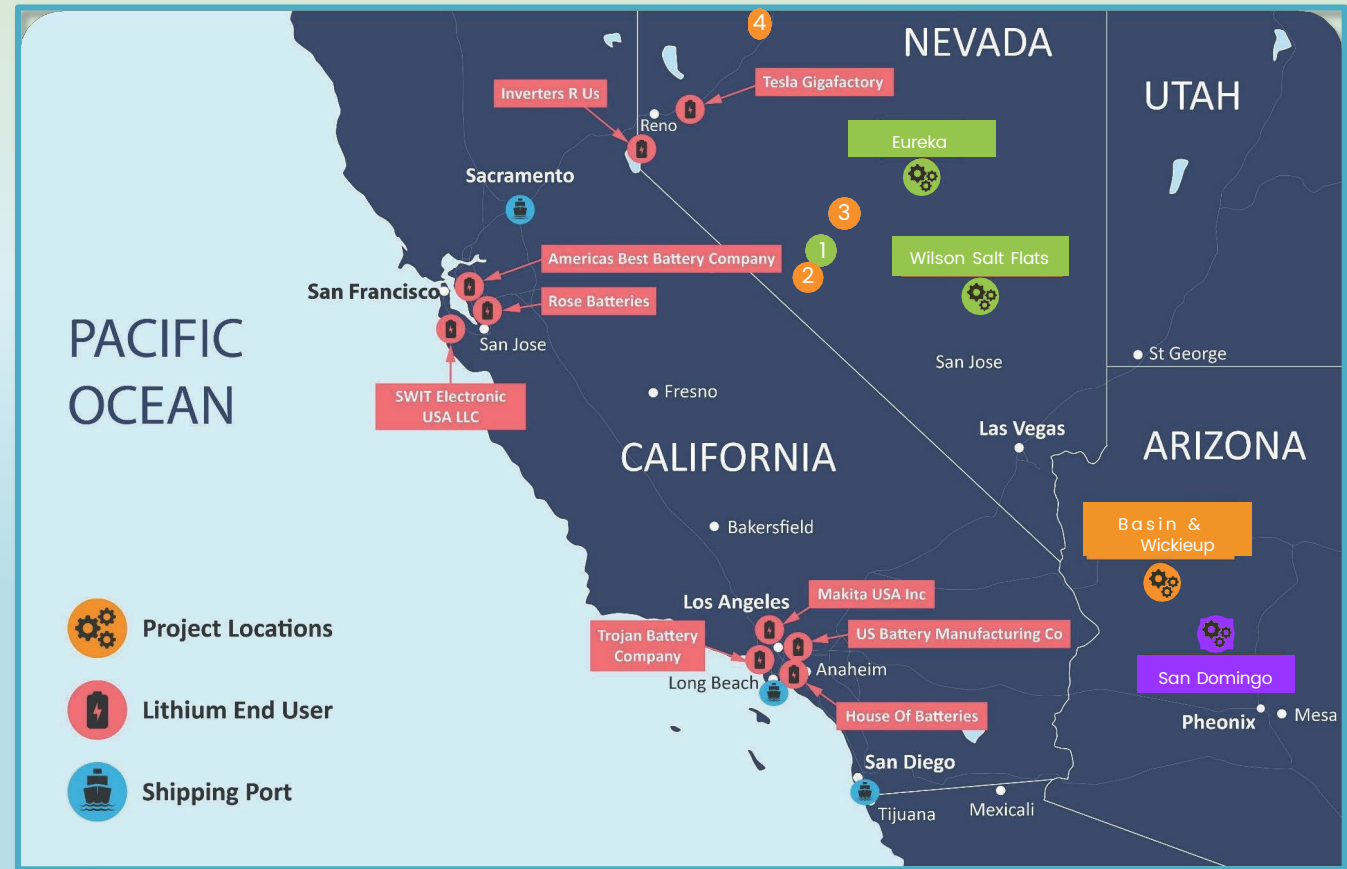 4
NEVADA
Tesla Gigafactory
Inverters R Us
UTAH
Reno
Eureka
Sacramento
3
1
2
Wilson Salt Flats
Americas Best Battery Company
San Francisco
Rose Batteries
San Jose
PACIFIC
OCEAN
St George
San Jose
SWIT Electronic
USA LLC
Fresno
Las Vegas
CALIFORNIA
ARIZONA
Bakersfield
Basin &
Wickieup
Los Angeles
Makita USA Inc
Trojan Battery
Company
US Battery Manufacturing Co
Anaheim
Long Beach
San Domingo
House Of Batteries
Pheonix
Mesa
San Diego
Tijuana
Mexicali
Project Locations
Lithium End User
Shipping Port